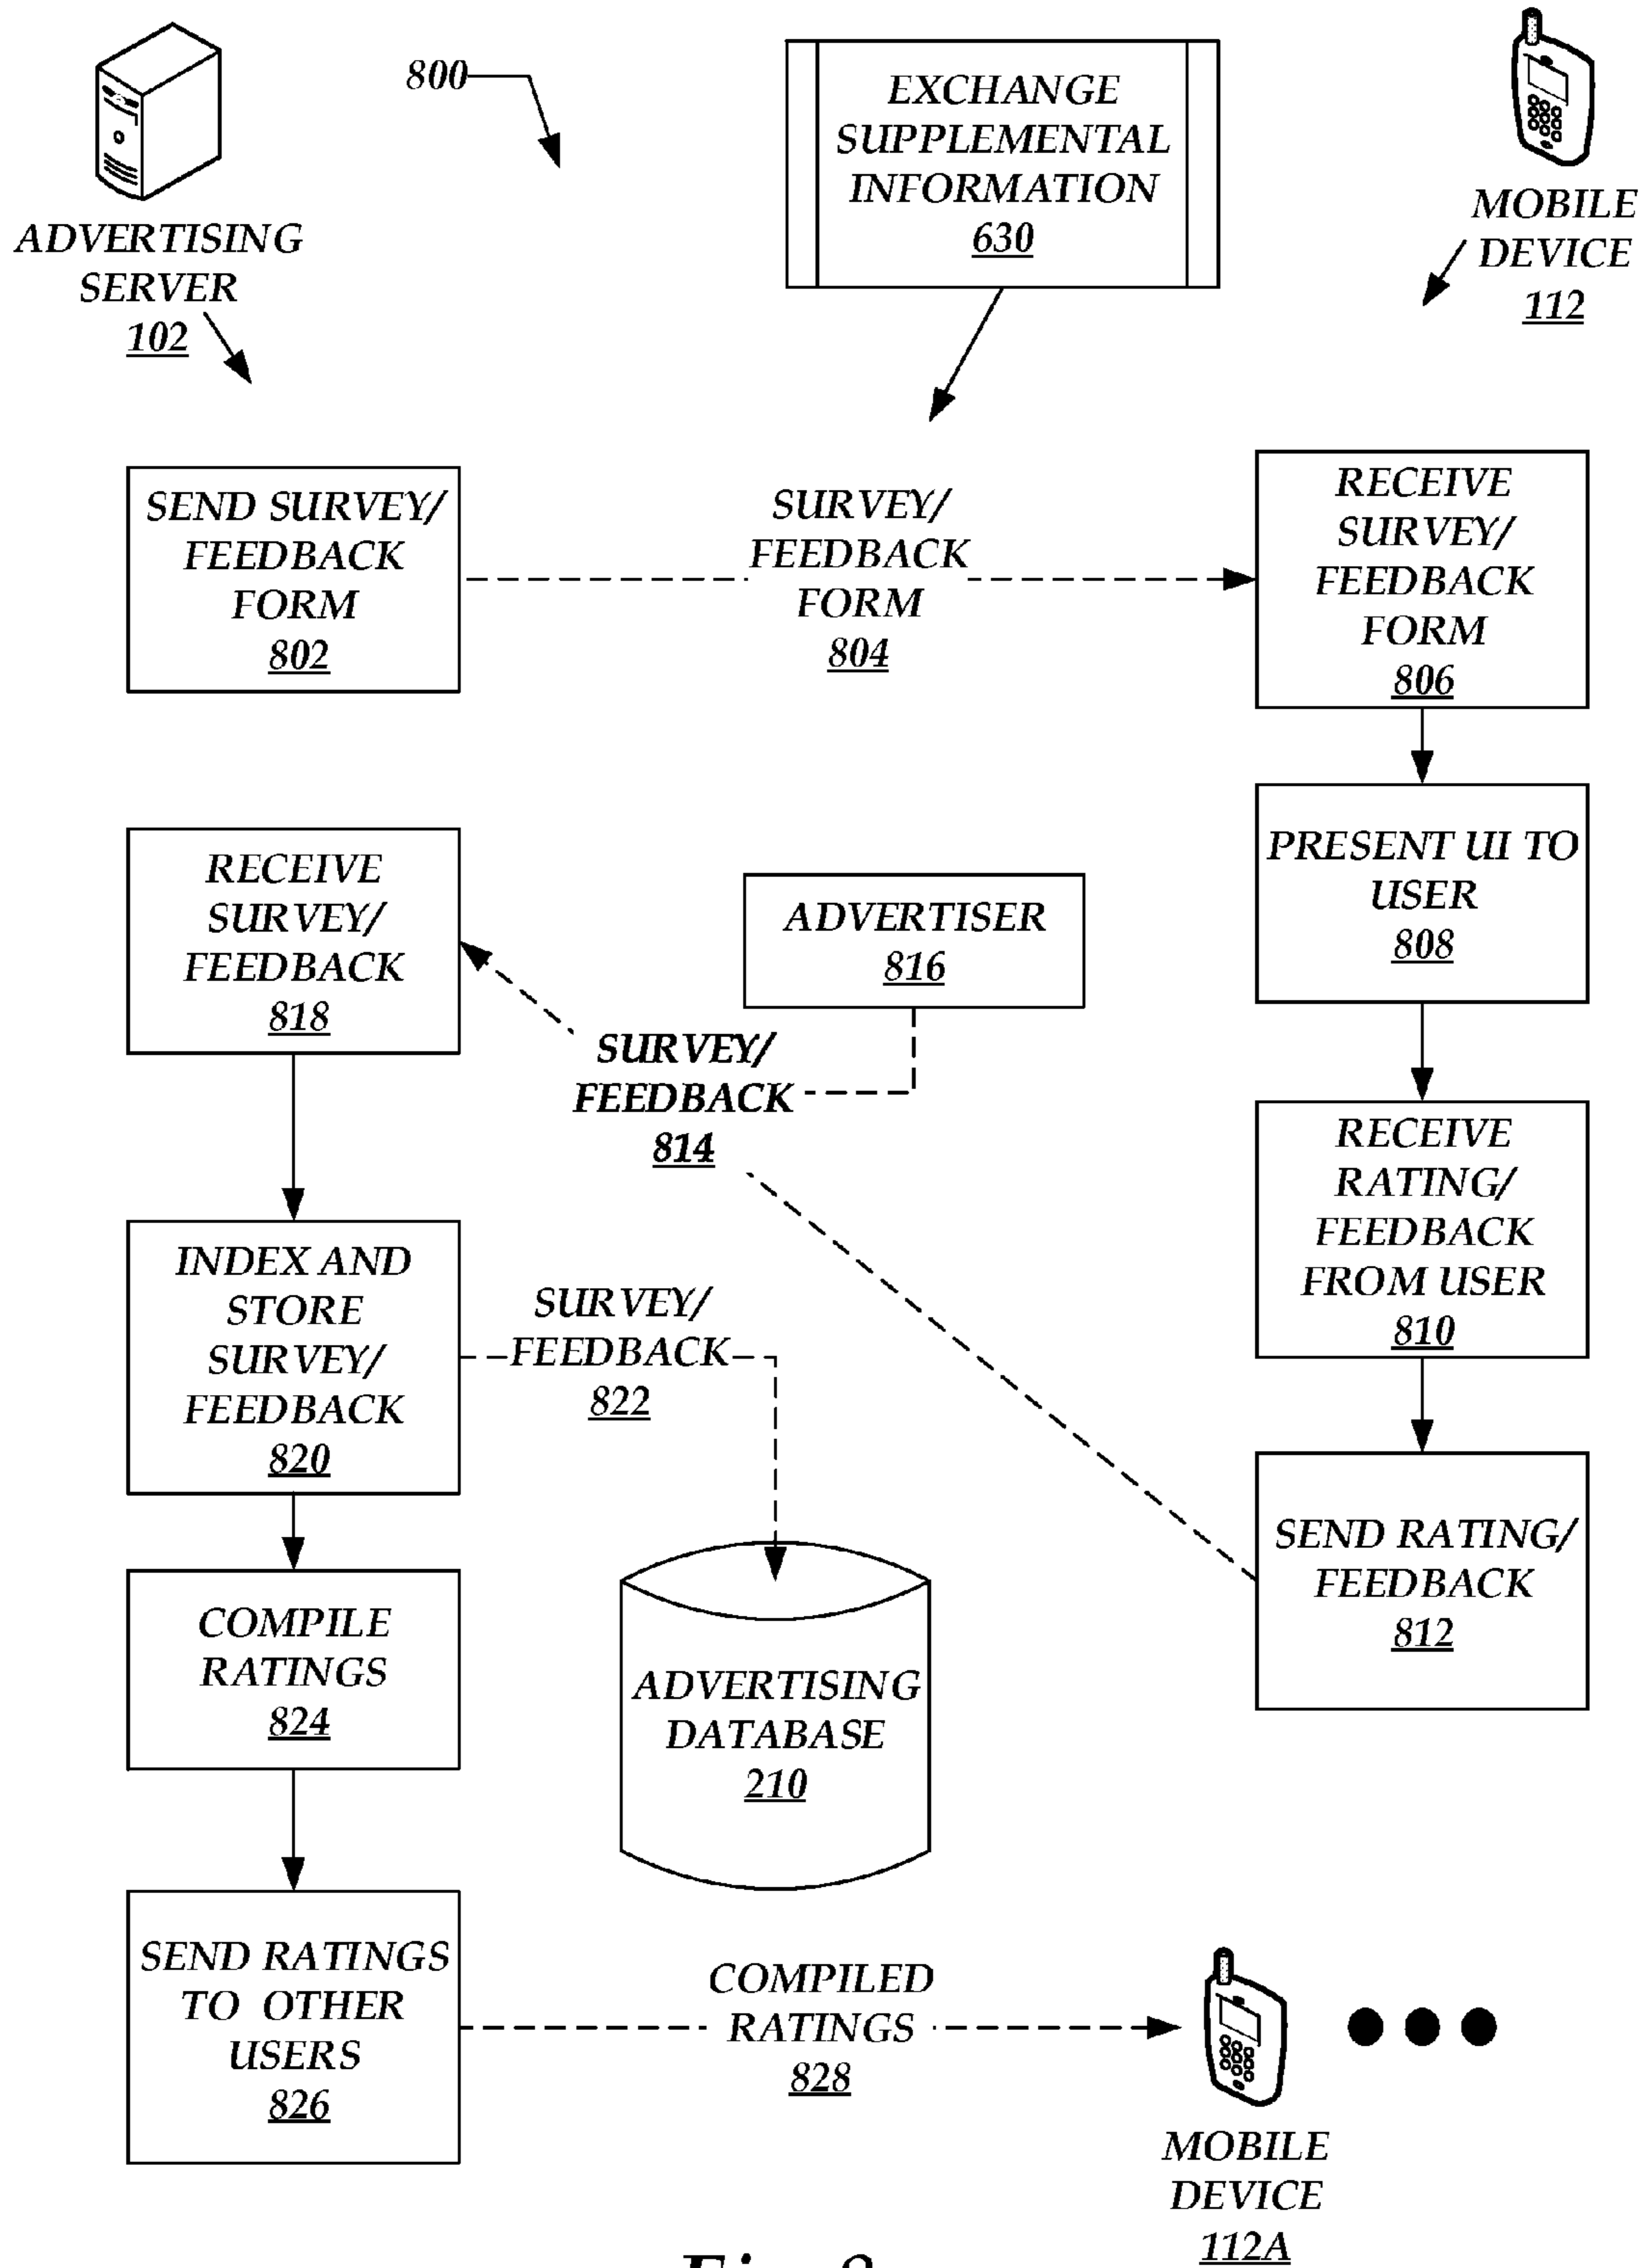 800
EXCHANGE
SUPPLEMENTAL
INFORMATION
630
ADVERTISING
SERVER
102
MOBILE
DEVICE
112
SEND SURVEY/
FEEDBACK
FORM
802
SURVEY/
FEEDBACK
FORM
804
RECEIVE
SURVEY/
FEEDBACK
FORM
806
PRESENT UI TO
USER
808
RECEIVE
SURVEY/
FEEDBACK
818
ADVERTISER
816
SURVEY/
FEEDBACK
814
RECEIVE
RATING/
FEEDBACK
FROM USER
810
INDEX AND
STORE
SURVEY/
FEEDBACK
820
SURVEY/
FEEDBACK
822
SEND RATING/
FEEDBACK
812
COMPILE
RATINGS
824
ADVERTISING
DATABASE
210
SEND RATINGS
TO OTHER
USERS
826
COMPILED
RATINGS
828
MOBILE
DEVICE
112A